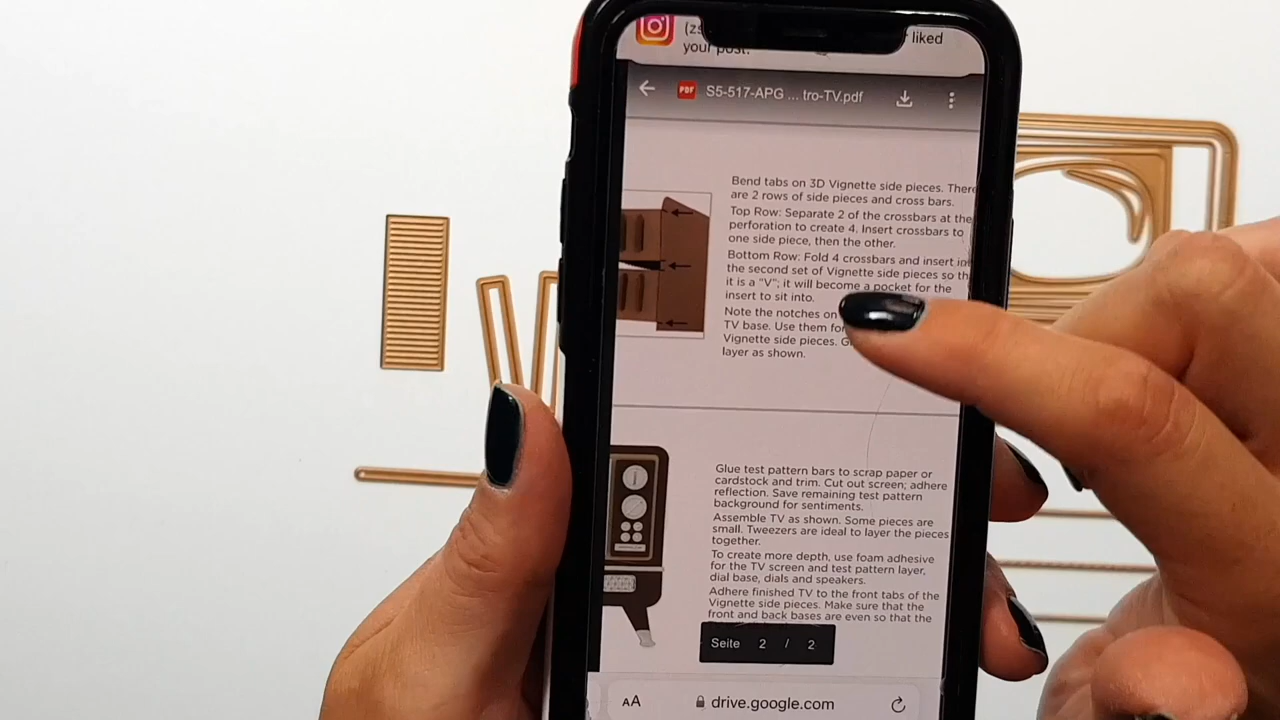 liked
your post.
S5-517-APG ... tro-TV.pdf
PDF
Bend tabs on 3D Vignette side pieces. There
are 2 rows of side pieces and cross bars.
Top Row: Separate 2 of the crossbars at the
perforation to create 4. Insert crossbars to
one side piece, then the other.
Bottom Row: Fold 4 crossbars and insert in
the second set of Vignette side pieces so th
it is a "V"; it will become a pocket for the
insert to sit into.
Note the notches on
TV base. Use them for
Vignette side pieces. G
layer as shown.
Glue test pattern bars to scrap paper or
cardstock and trim. Cut out screen; adhere
reflection. Save remaining test pattern
background for sentiments.
Assemble TV as shown. Some pieces are
small. Tweezers are ideal to layer the pieces
together.
To create more depth, use foam adhesive
for the TV screen and test pattern layer,
dial base, dials and speakers.
Adhere finished TV to the front tabs of the
Vignette side pieces. Make sure that the
front and back bases are even so that the
Seite 2 / 2
AA drive.google.com